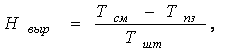 Н выр = (Т см − Т пз) / Т шт ,